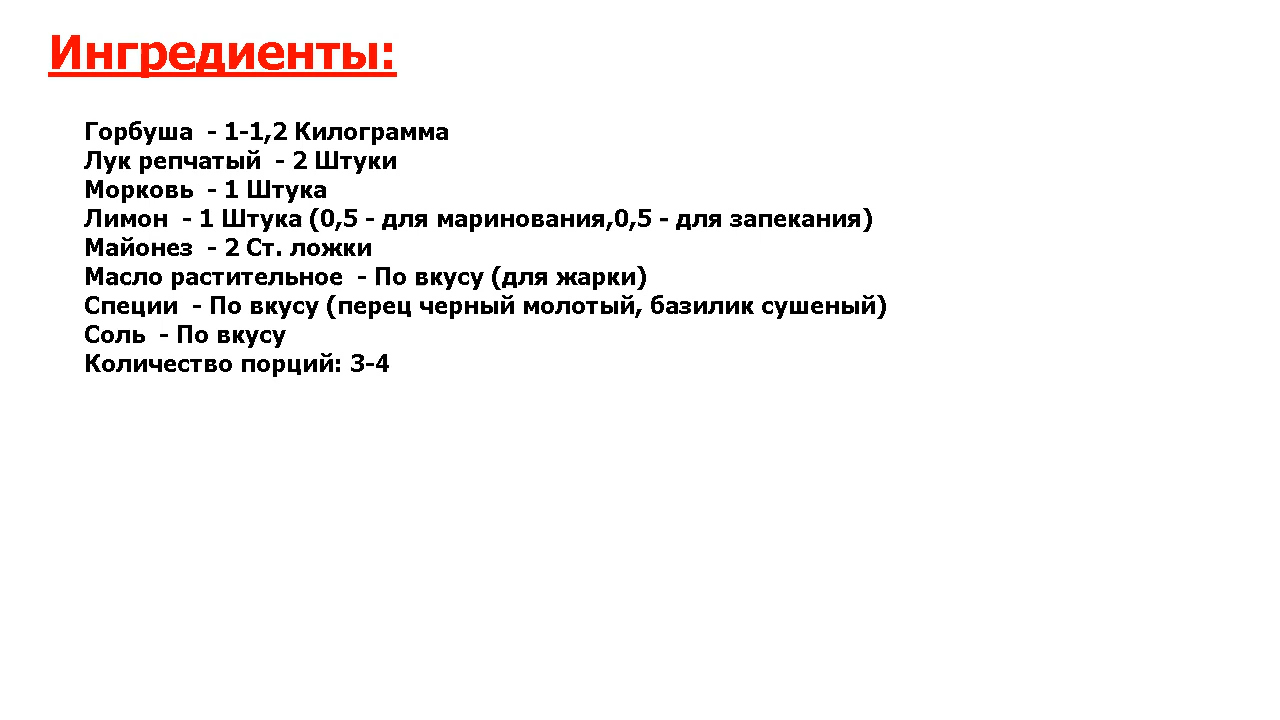 Ингредиенты:
Горбуша - 1-1,2 Килограмма
Лук репчатый - 2 Штуки
Морковь - 1 Штука
Лимон - 1 Штука (0,5 - для маринования,0,5 - для запекания)
Майонез - 2 Ст. ложки
Масло растительное - По вкусу (для жарки)
Специи - По вкусу (перец черный молотый, базилик сушеный)
Соль - По вкусу
Количество порций: 3-4